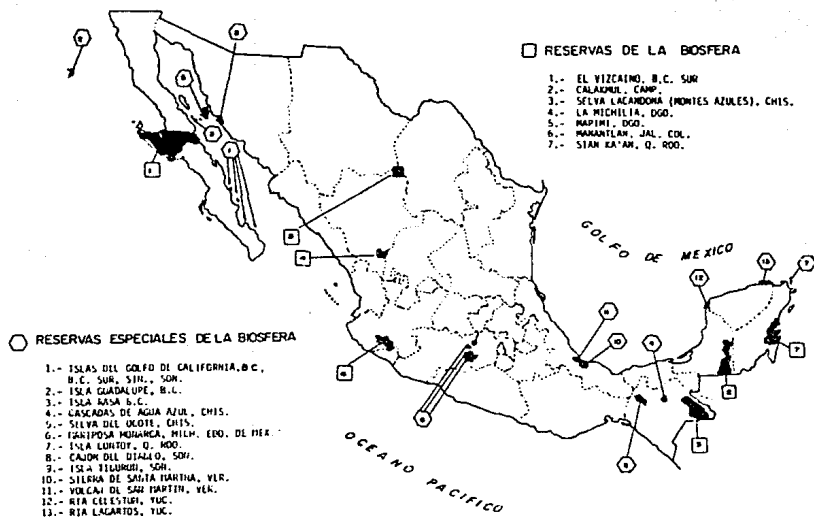 RESERVAS DE LA BIOSFERA
1.- EL VIZCAINO, B.C. SUR
2.- CALAKMUL, CAMP.
3.- SELVA LACANDONA (MONTES AZULES), CHIS.
4.- LA MICHILIA, DGO.
5.- MAPIMI, DGO.
6.- MANANTLAN, JAL. COL.
7.- SIAN KA'AN, Q. ROO.
GOLFO DE MEXICO
RESERVAS ESPECIALES DE LA BIOSFERA
1.- ISLAS DEL GOLFO DE CALIFORNIA, B.C.,
B.C. SUR, SIN., SON.
2.- ISLA GUADALUPE, B.C.
3.- ISLA RASA B.C.
4.- CASCADAS DE AGUA AZUL, CHIS.
5.- SELVA DEL OCOTE, CHIS.
6.- MARIPOSA MONARCA, MICH. EDO. DE MEX.
7.- ISLA CONTOY, Q. ROO.
8.- CAJON DEL DIABLO, SON.
9.- ISLA TIBURON, SON.
10.- SIERRA DE SANTA MARTHA, VER.
11.- VOLCAN DE SAN MARTIN, VER.
12.- RIA CELESTUN, YUC.
13.- RIA LAGARTOS, YUC.
OCEANO PACIFICO